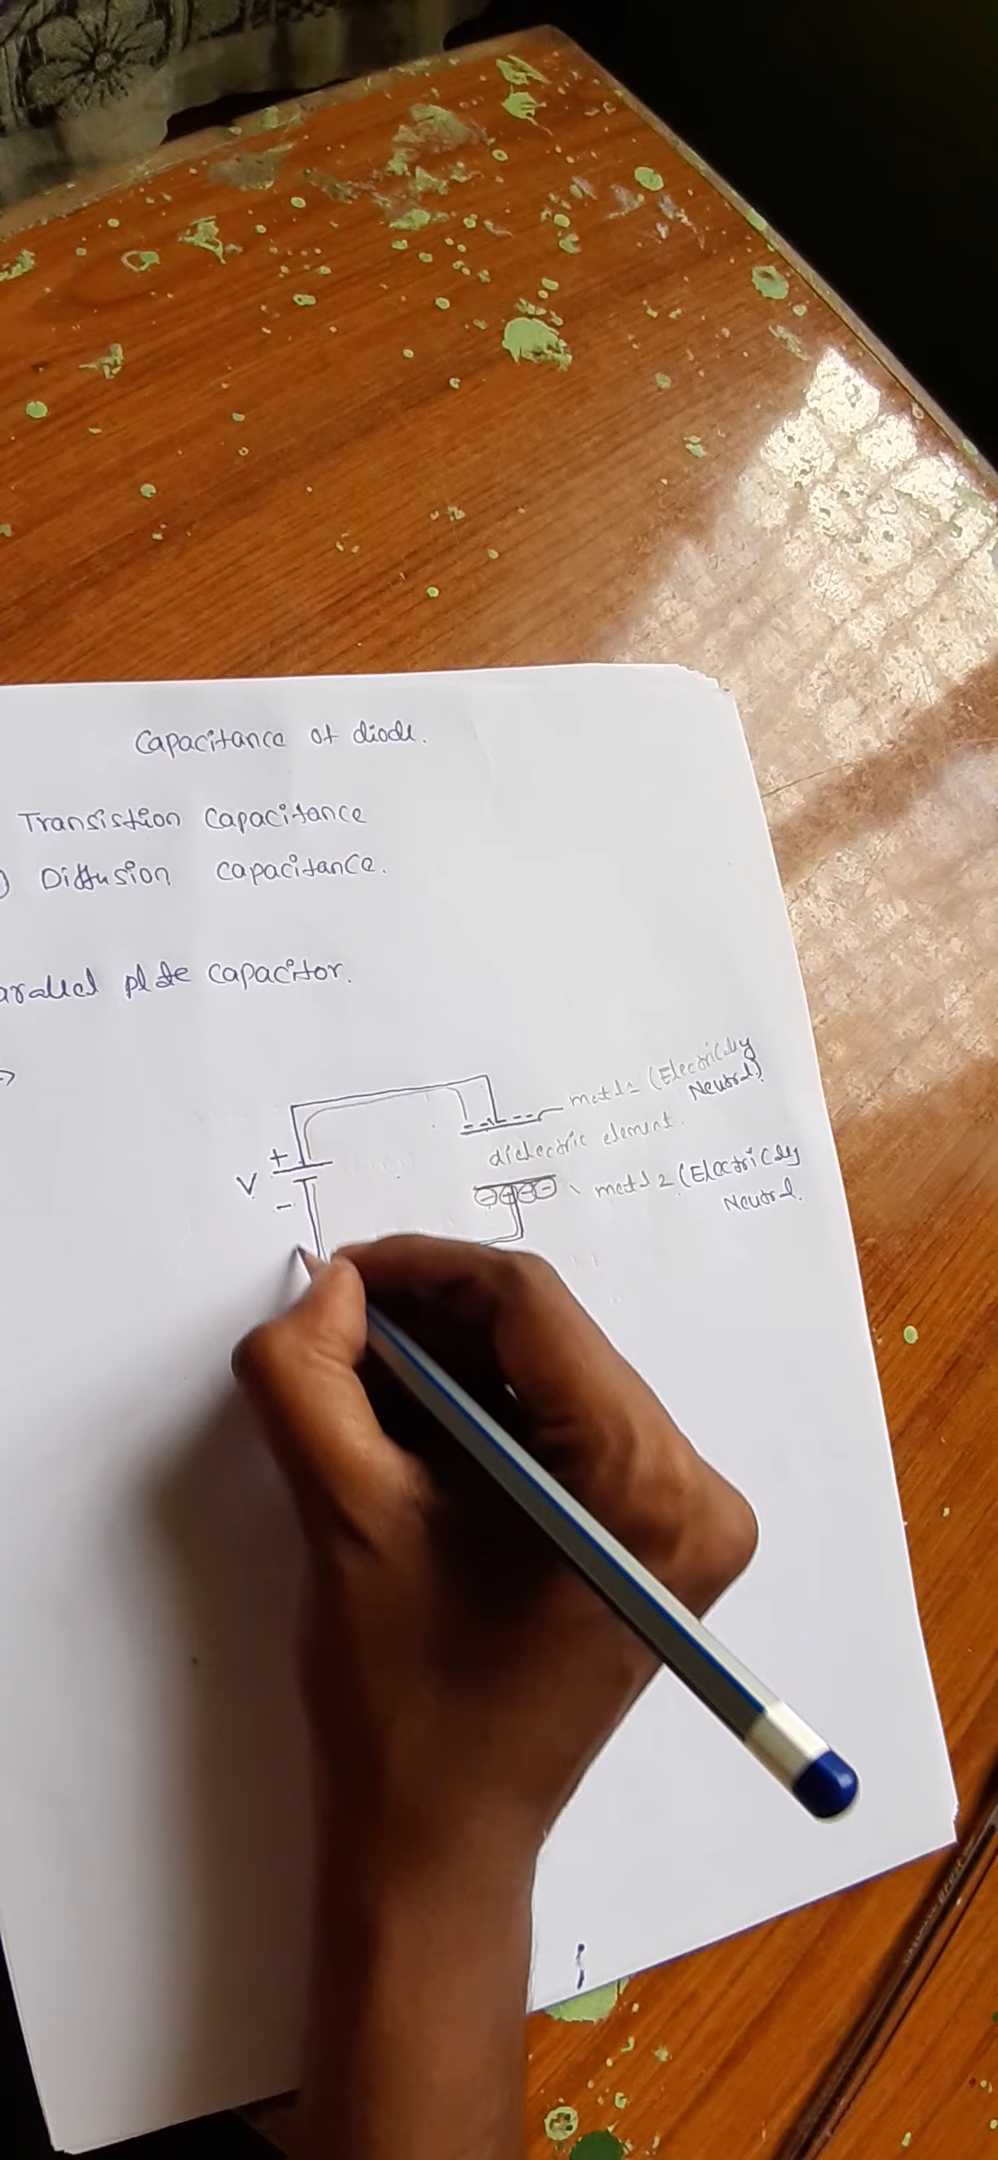 Capacitance of diode.
Transistion Capacitance
) Diffusion Capacitance.
arallel plate capacitor.
metal 1 (Electrically
Neutral)
dielectric element.
+
V
-
metal 2 (Electrically
Neutral.